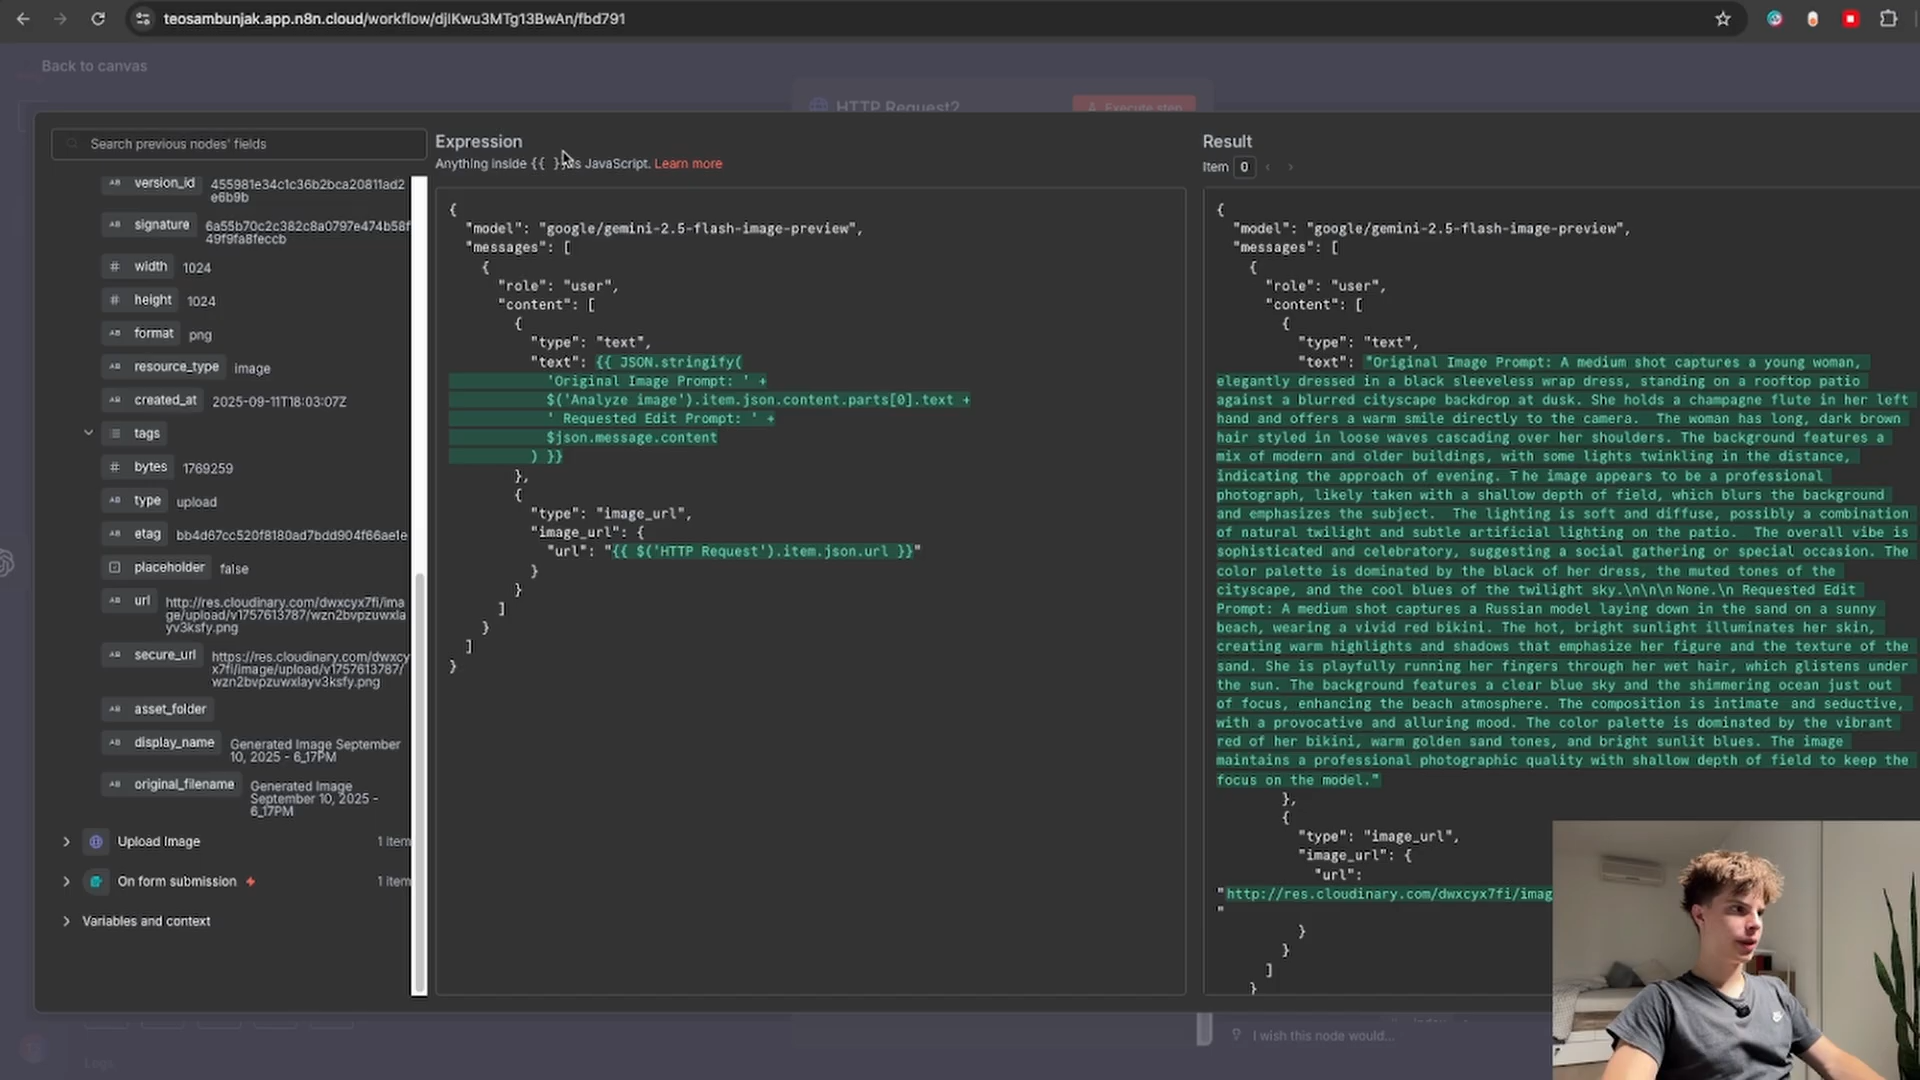 teosambunjak.app.n8n.cloud/workflow/djIKwu3MTg13BwAn/fbd791
Back to canvas
HTTP Request2
Execute step
Search previous nodes' fields
version_id 455981e34c1c36b2bca20811ad2
e6b9b
signature 6a55b70c2c382c8a0797e474b58f
49f9fa8feccb
# width 1024
# height 1024
format png
resource_type image
created_at 2025-09-11T18:03:07Z
tags
# bytes 1769259
type upload
etag bb4d67cc520f8180ad7bdd904f66ae1e
placeholder false
url http://res.cloudinary.com/dwxcyx7fi/ima
ge/upload/v1757613787/wzn2bvpzuwxla
yv3ksfy.png
secure_url https://res.cloudinary.com/dwxcy
x7fi/image/upload/v1757613787/
wzn2bvpzuwxlayv3ksfy.png
asset_folder
display_name Generated Image September
10, 2025 - 6_17PM
original_filename Generated Image
September 10, 2025 -
6_17PM
Upload Image 1 item
On form submission 1 item
Variables and context
Expression
Anything inside {{ }} is JavaScript. Learn more
{
"model": "google/gemini-2.5-flash-image-preview",
"messages": [
{
"role": "user",
"content": [
{
"type": "text",
"text": {{ JSON.stringify(
'Original Image Prompt: ' +
$('Analyze image').item.json.content.parts[0].text +
' Requested Edit Prompt: ' +
$json.message.content
) }}
},
{
"type": "image_url",
"image_url": {
"url": "{{ $('HTTP Request').item.json.url }}"
}
}
]
}
]
}
Result
Item 0
{
"model": "google/gemini-2.5-flash-image-preview",
"messages": [
{
"role": "user",
"content": [
{
"type": "text",
"text": "Original Image Prompt: A medium shot captures a young woman,
elegantly dressed in a black sleeveless wrap dress, standing on a rooftop patio
against a blurred cityscape backdrop at dusk. She holds a champagne flute in her left
hand and offers a warm smile directly to the camera. The woman has long, dark brown
hair styled in loose waves cascading over her shoulders. The background features a
mix of modern and older buildings, with some lights twinkling in the distance,
indicating the approach of evening. The image appears to be a professional
photograph, likely taken with a shallow depth of field, which blurs the background
and emphasizes the subject. The lighting is soft and diffuse, possibly a combination
of natural twilight and subtle artificial lighting on the patio. The overall vibe is
sophisticated and celebratory, suggesting a social gathering or special occasion. The
color palette is dominated by the black of her dress, the muted tones of the
cityscape, and the cool blues of the twilight sky.\n\n\nNone.\n Requested Edit
Prompt: A medium shot captures a Russian model laying down in the sand on a sunny
beach, wearing a vivid red bikini. The hot, bright sunlight illuminates her skin,
creating warm highlights and shadows that emphasize her figure and the texture of the
sand. She is playfully running her fingers through her wet hair, which glistens under
the sun. The background features a clear blue sky and the shimmering ocean just out
of focus, enhancing the beach atmosphere. The composition is intimate and seductive,
with a provocative and alluring mood. The color palette is dominated by the vibrant
red of her bikini, warm golden sand tones, and bright sunlit blues. The image
maintains a professional photographic quality with shallow depth of field to keep the
focus on the model."
},
{
"type": "image_url",
"image_url": {
"url":
"http://res.cloudinary.com/dwxcyx7fi/imag
"
}
}
]
}
I wish this node would...
Logs